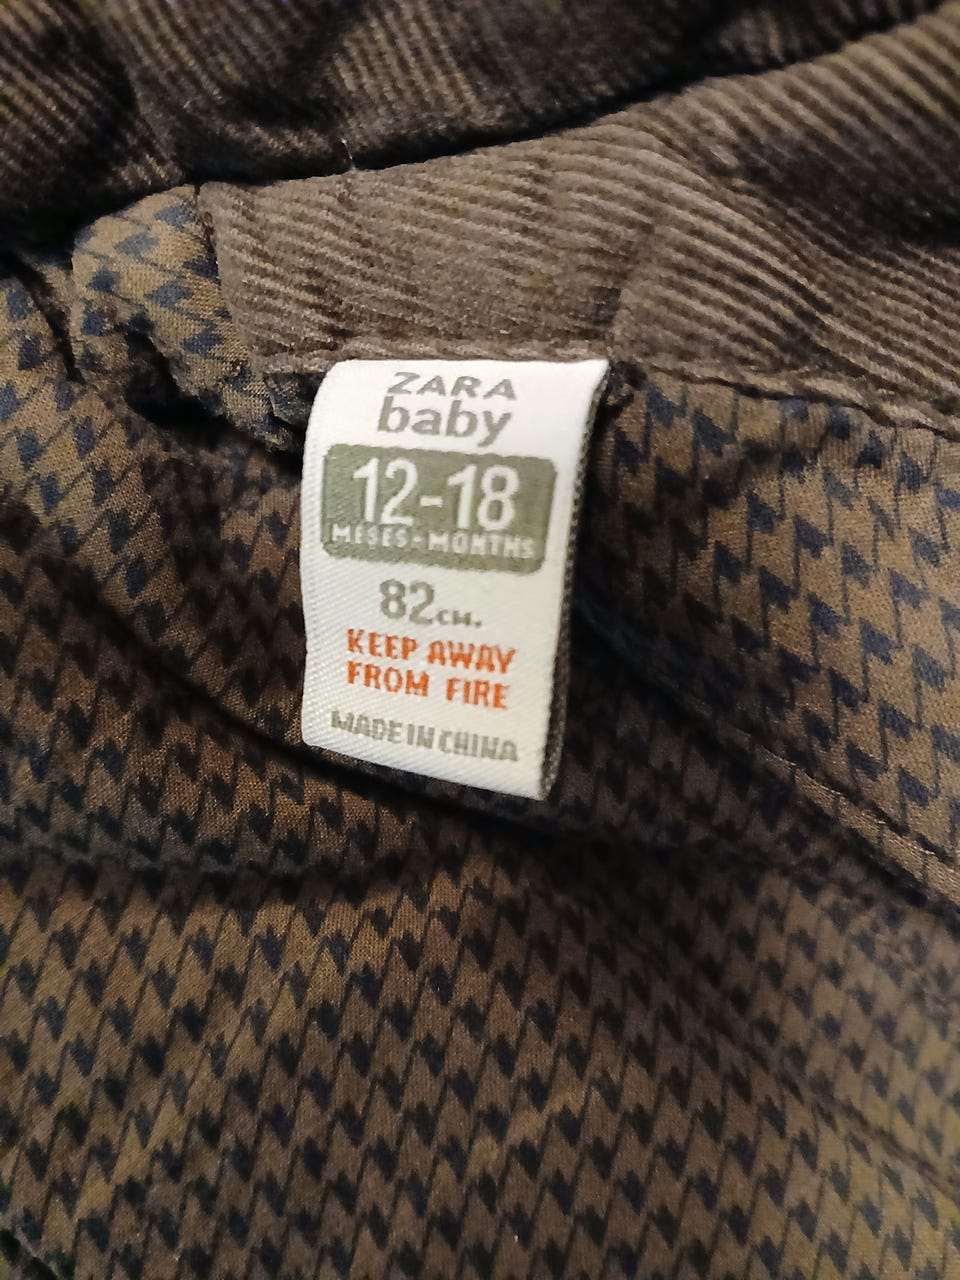 ZARA
baby
12-18
MESES-MONTHS
82CM.
KEEP AWAY
FROM FIRE
MADE IN CHINA